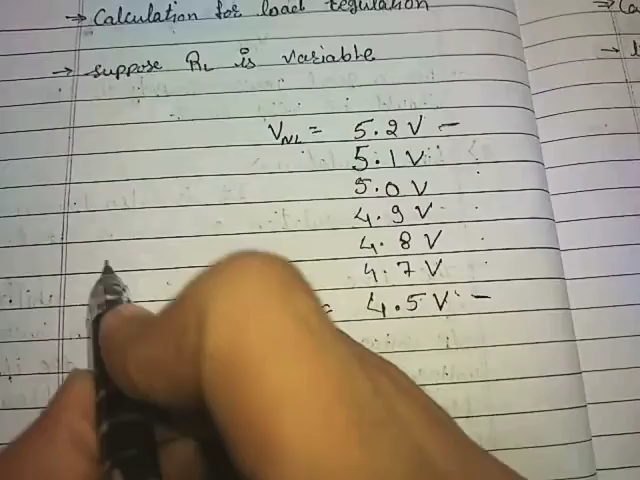 → Calculation for load regulation
→ suppose RL is variable
VNL = 5.2 V –
5.1 V
5.0 V
4.9 V
4.8 V
4.7 V
= 4.5 V –
→ Ca